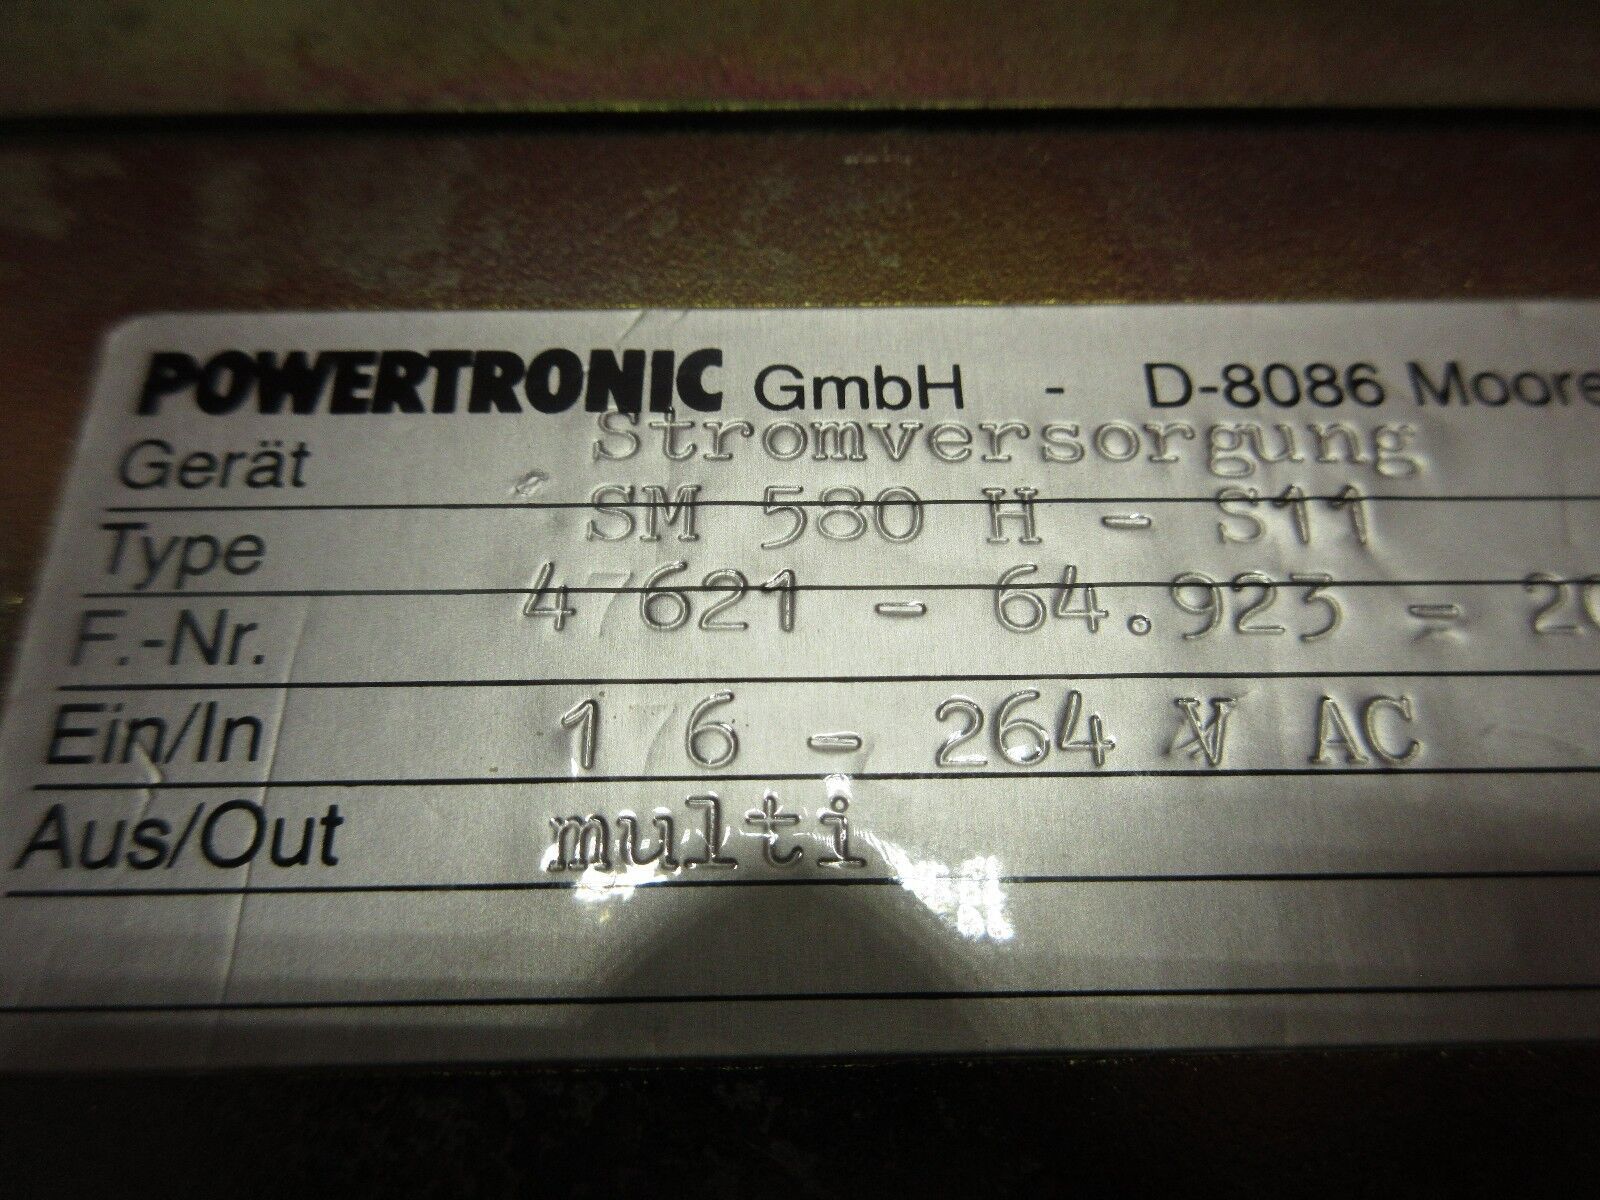 POWERTRONIC GmbH - D-8086 Moore
Gerät Stromversorgung
Type SM 580 H - S11
F.-Nr. 47621 - 64.923 - 20
Ein/In 176 - 264 V AC
Aus/Out multi